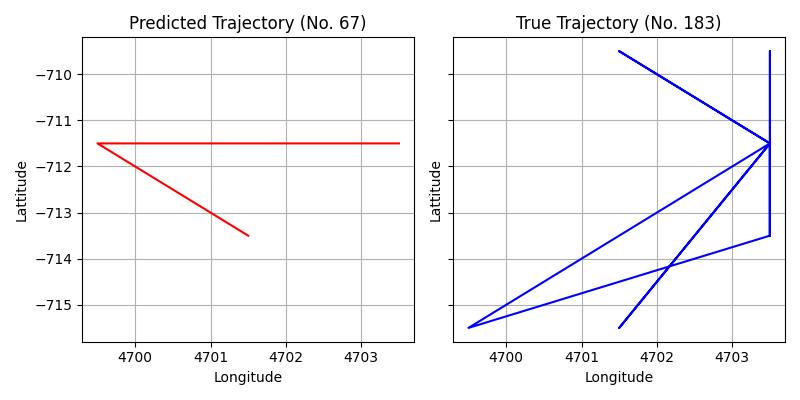 Predicted Trajectory (No. 67)
True Trajectory (No. 183)
Lattitude
−710
−711
−712
−713
−714
−715
4700
4701
4702
4703
Longitude
Lattitude
4700
4701
4702
4703
Longitude